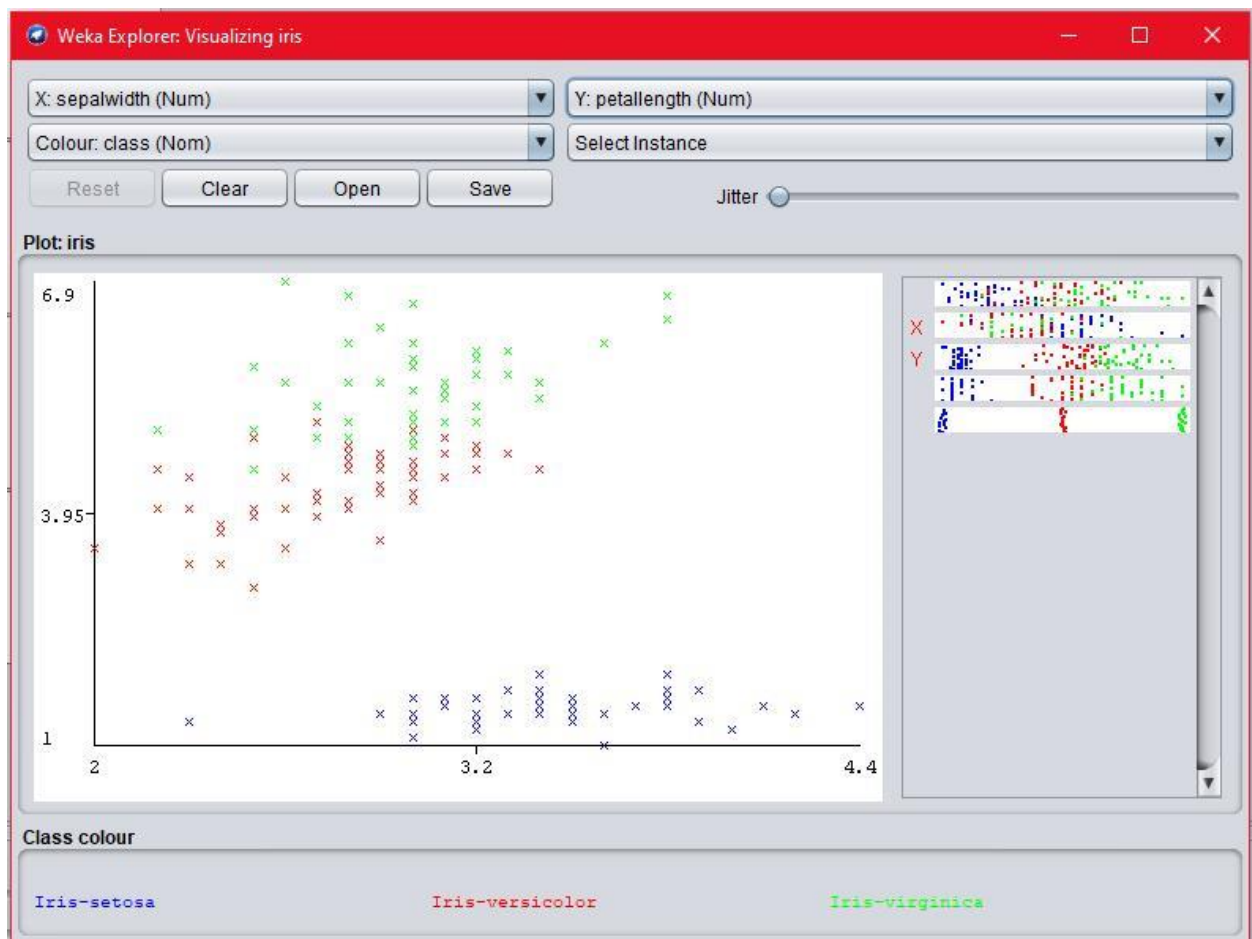 Weka Explorer: Visualizing iris
X: sepalwidth (Num)
Y: petallength (Num)
Colour: class (Nom)
Select Instance
Reset
Clear
Open
Save
Jitter
Plot: iris
6.9
X
Y
3.95
1
2
3.2
4.4
Class colour
Iris-setosa
Iris-versicolor
Iris-virginica